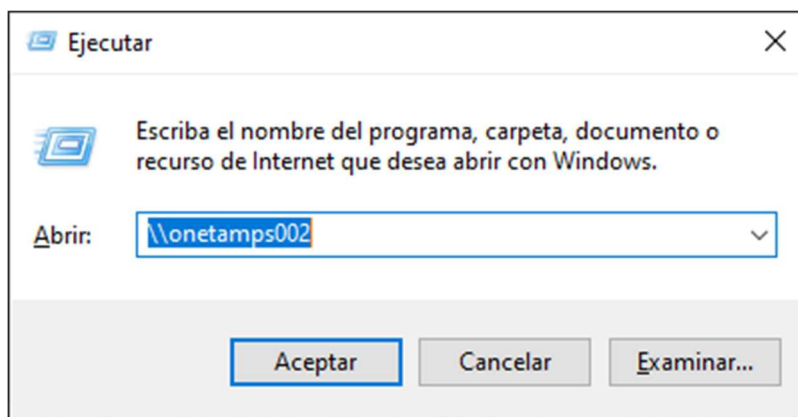 Ejecutar
Escriba el nombre del programa, carpeta, documento o
recurso de Internet que desea abrir con Windows.
Abrir: \\onetamps002
Aceptar Cancelar Examinar...